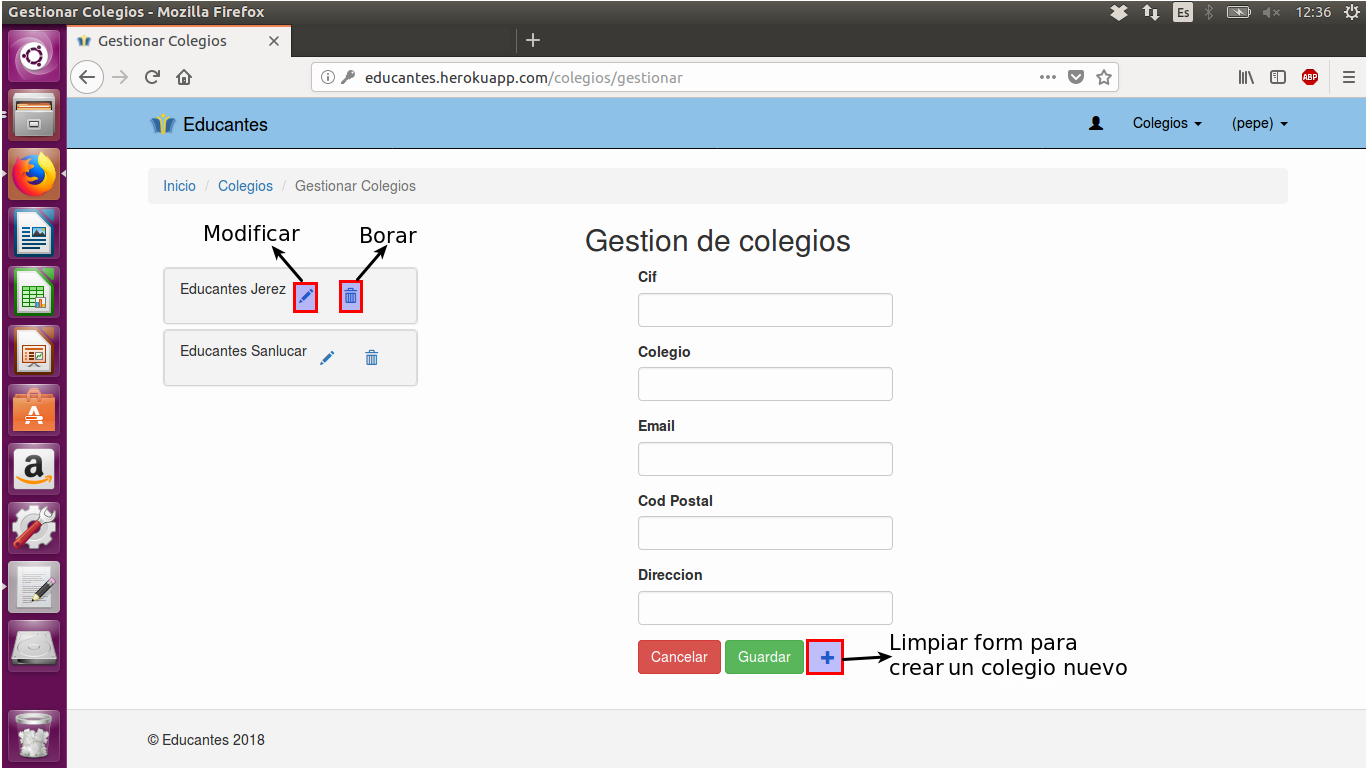 Gestionar Colegios - Mozilla Firefox
Es
12:36
Gestionar Colegios
educantes.herokuapp.com/colegios/gestionar
ABP
Educantes
Colegios
(pepe)
Inicio / Colegios / Gestionar Colegios
Modificar
Borar
Educantes Jerez
Educantes Sanlucar
Gestion de colegios
Cif
Colegio
Email
Cod Postal
Direccion
Cancelar
Guardar
+
Limpiar form para
crear un colegio nuevo
© Educantes 2018